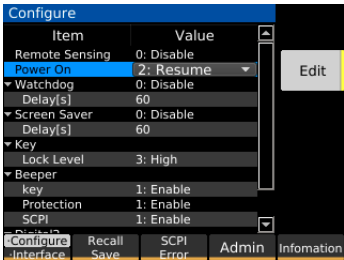 Configure
Item Value
Remote Sensing 0: Disable
Power On 2: Resume
Watchdog 0: Disable
Delay[s] 60
Screen Saver 0: Disable
Delay[s] 60
Key
Lock Level 3: High
Beeper
key 1: Enable
Protection 1: Enable
SCPI 1: Enable
Edit
·Configure
·Interface
Recall
Save
SCPI
Error
Admin
Infomation